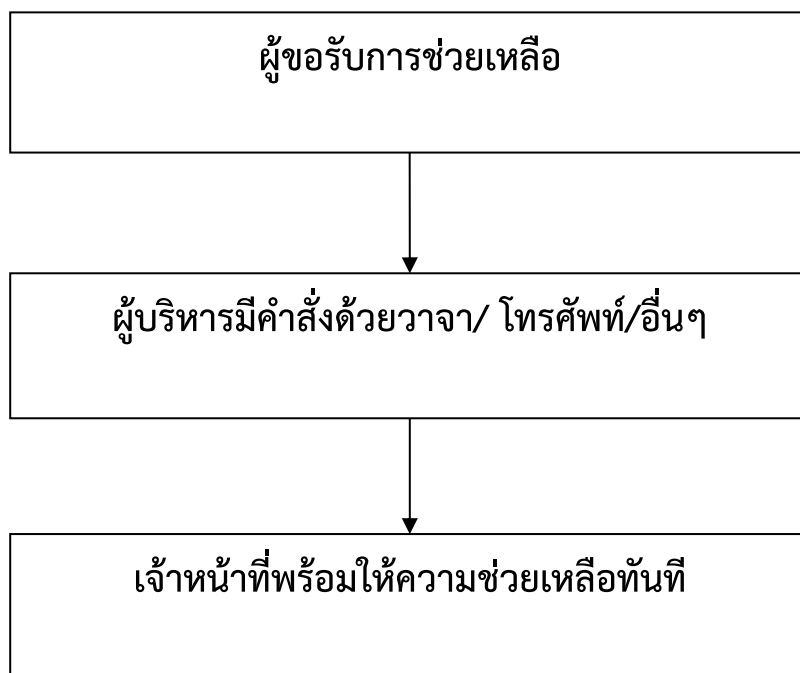 ผู้ขอรับการช่วยเหลือ
ผู้บริหารมีคำสั่งด้วยวาจา/ โทรศัพท์/อื่นๆ
เจ้าหน้าที่พร้อมให้ความช่วยเหลือทันที